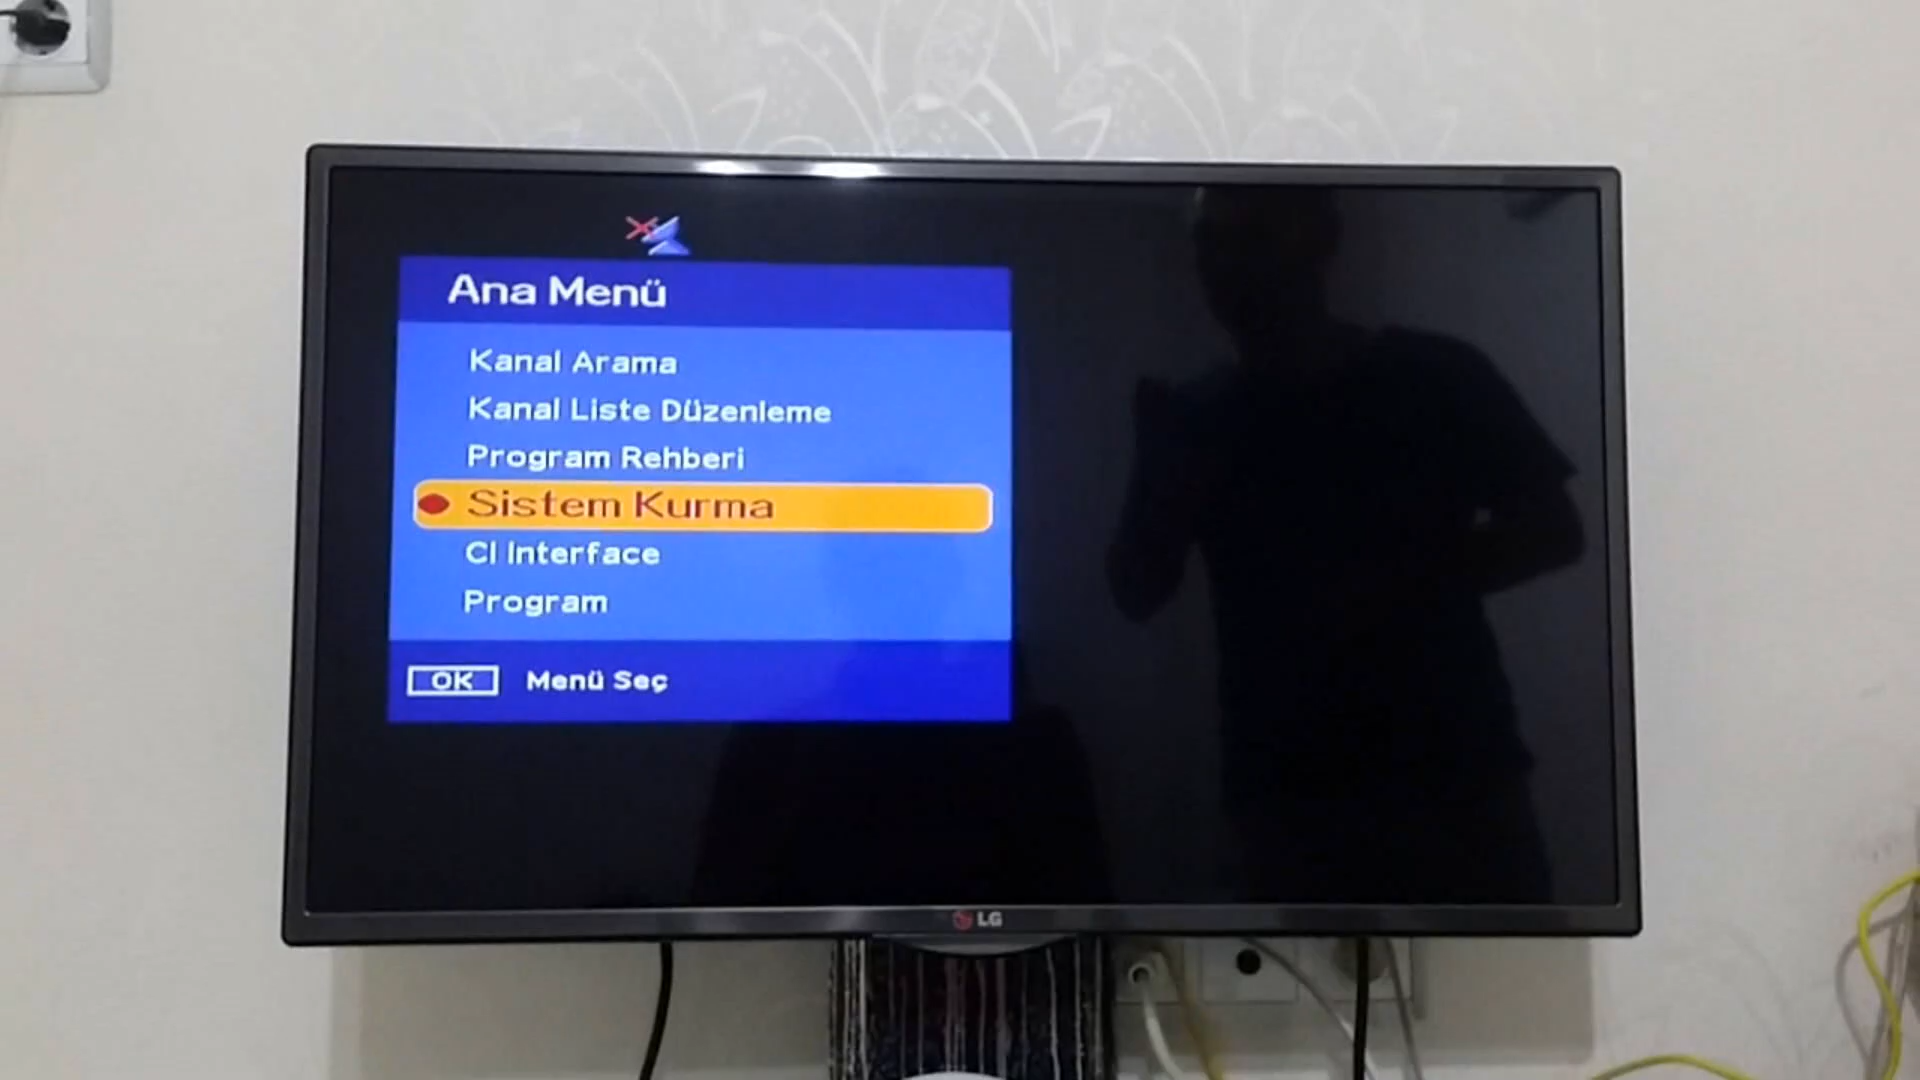 Ana Menü
Kanal Arama
Kanal Liste Düzenleme
Program Rehberi
Sistem Kurma
CI Interface
Program
OK Menü Seç
LG